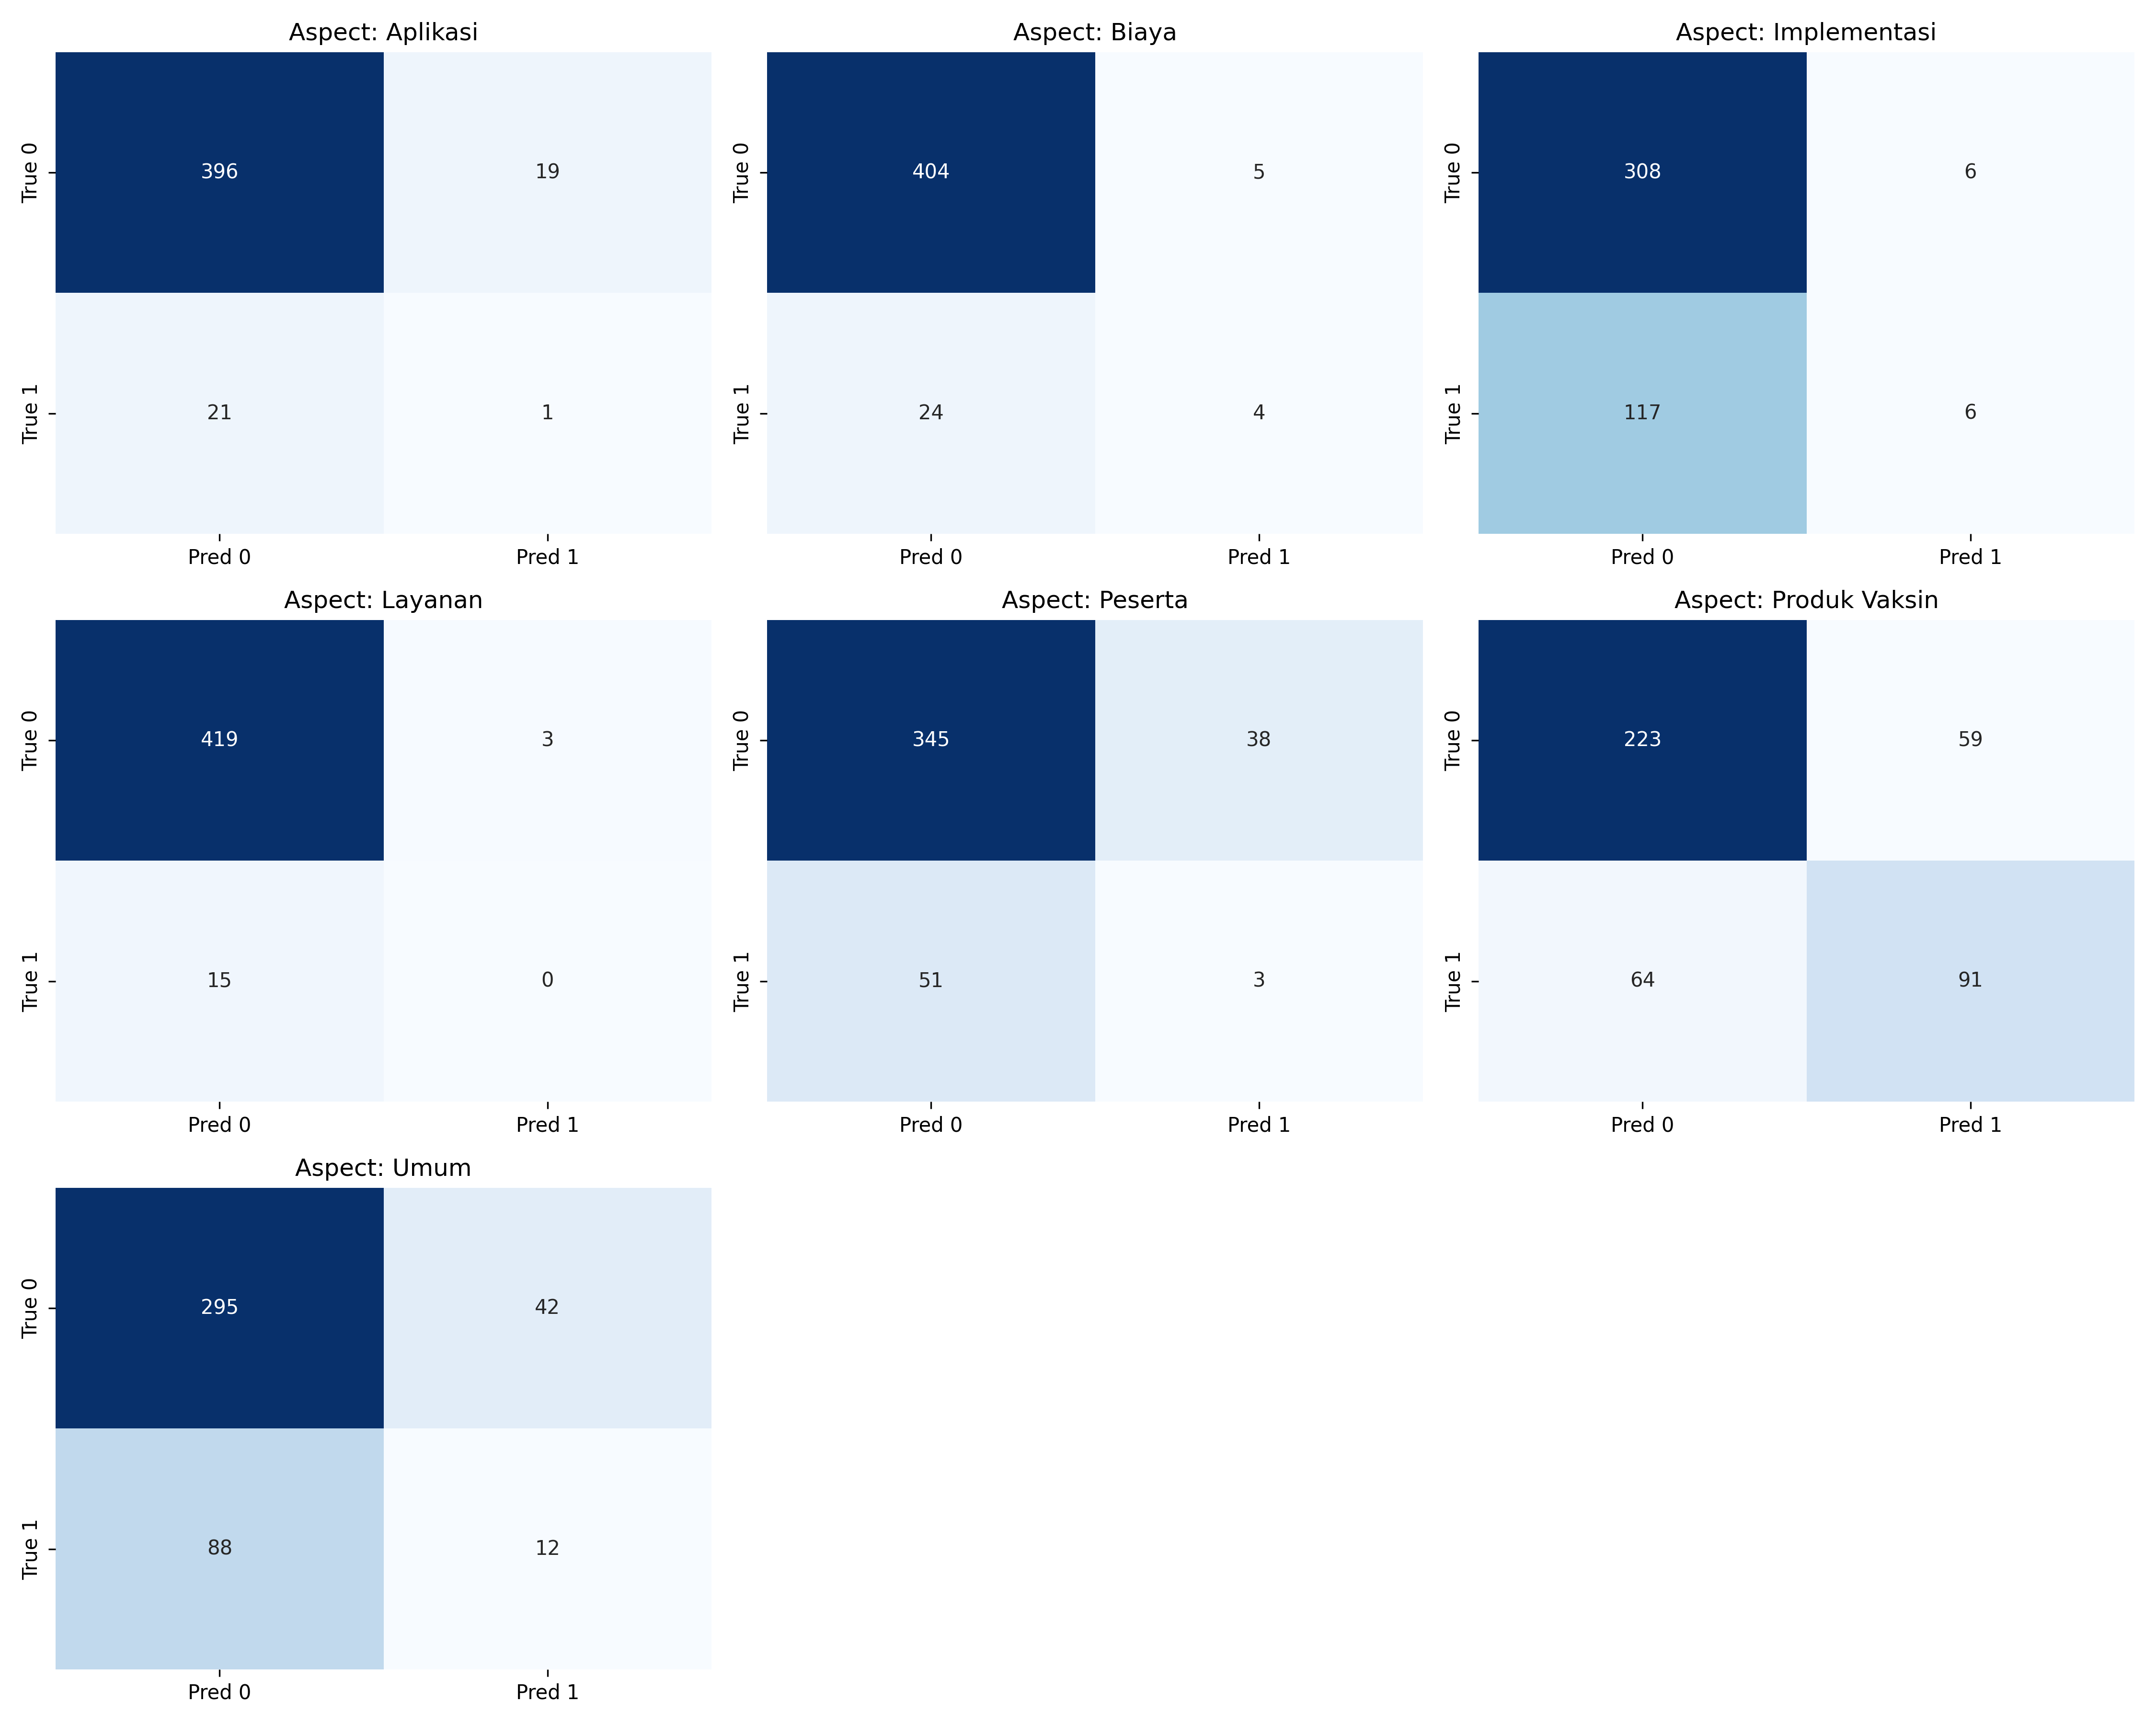 Aspect: Aplikasi
True 0
396
19
True 1
21
1
Pred 0
Pred 1
Aspect: Biaya
True 0
404
5
True 1
24
4
Pred 0
Pred 1
Aspect: Implementasi
True 0
308
6
True 1
117
6
Pred 0
Pred 1
Aspect: Layanan
True 0
419
3
True 1
15
0
Pred 0
Pred 1
Aspect: Peserta
True 0
345
38
True 1
51
3
Pred 0
Pred 1
Aspect: Produk Vaksin
True 0
223
59
True 1
64
91
Pred 0
Pred 1
Aspect: Umum
True 0
295
42
True 1
88
12
Pred 0
Pred 1